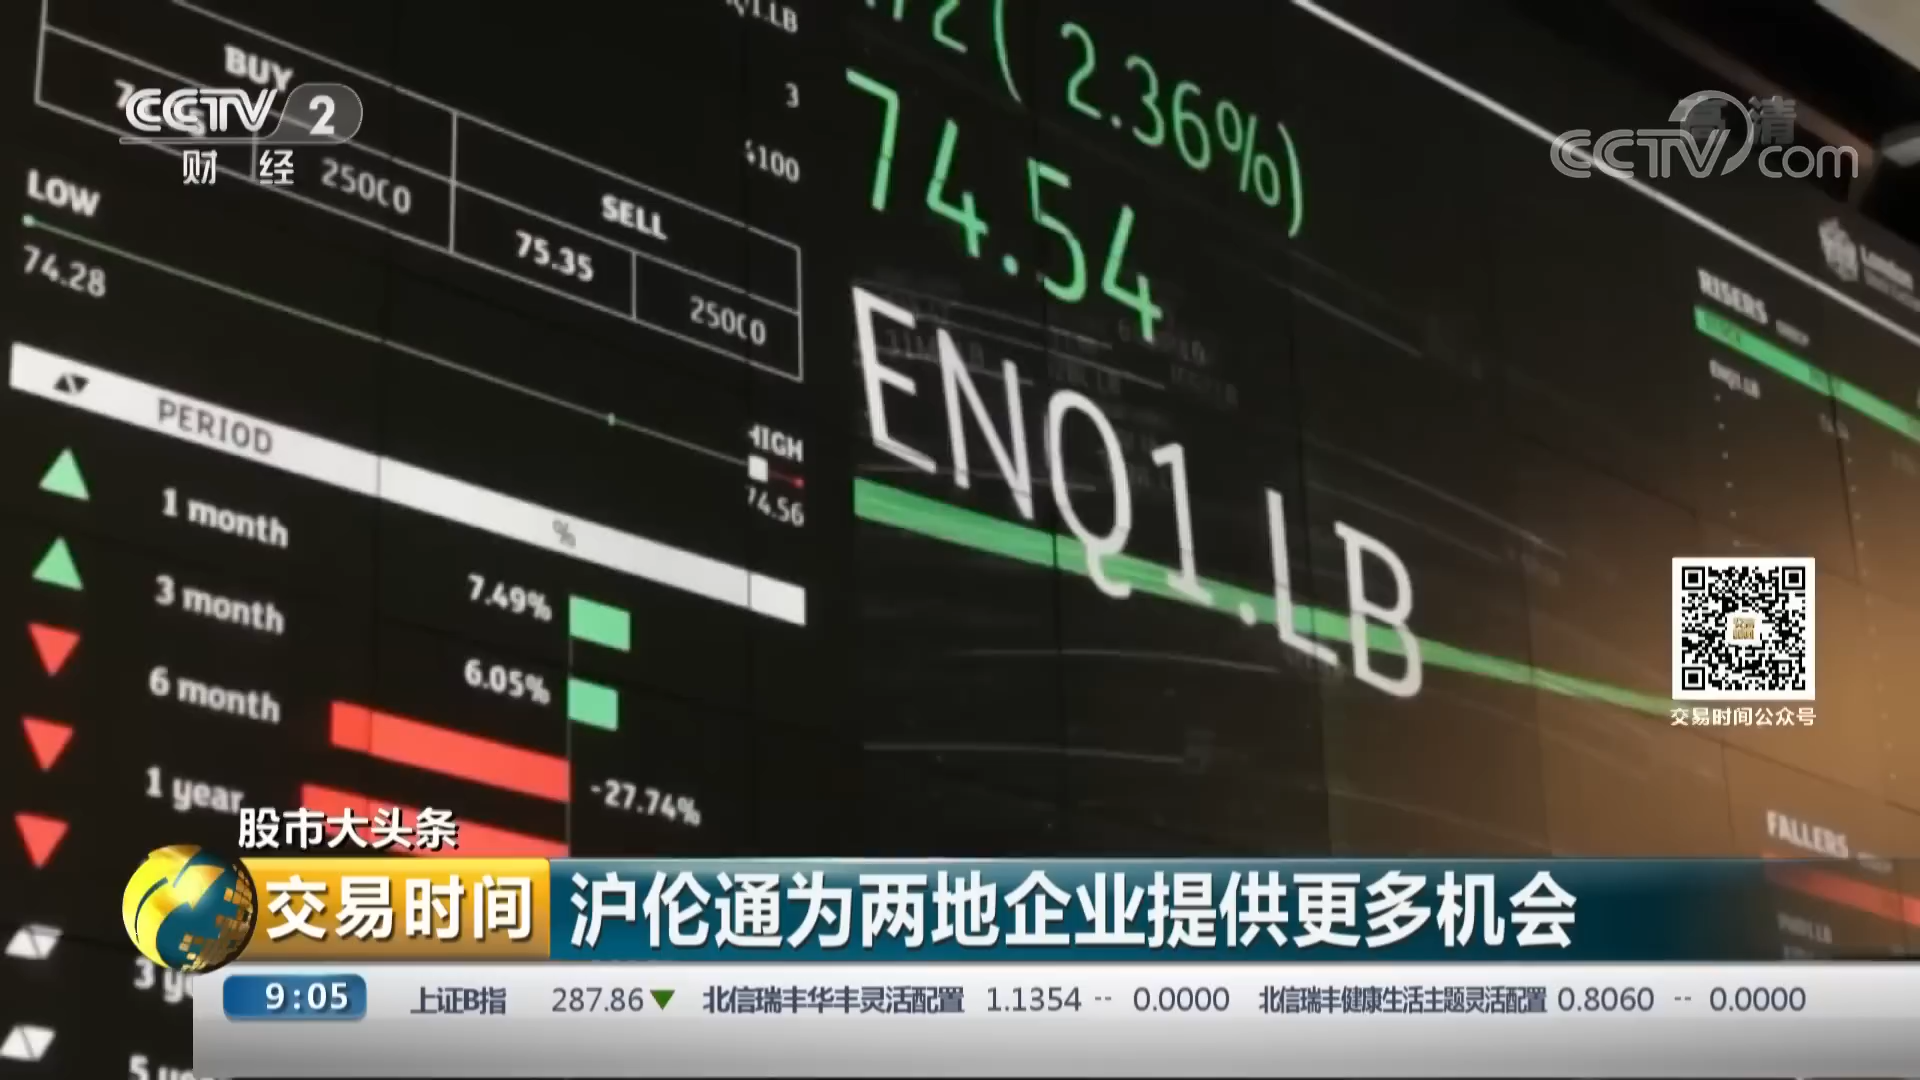 BUY
CCTV 2
财 经
25000
SELL
75.35
25000
LOW
74.28
3
100
2.36%)
74.54
ENQ1.LB
高清
CCTV.com
London
RISERS
ENQ1.LB
HIGH
74.56
PERIOD
%
1 month
7.49%
3 month
6.05%
6 month
-27.74%
1 year
FALLERS
交易时间公众号
股市大头条
交易时间
沪伦通为两地企业提供更多机会
9:05 上证B指 287.86 北信瑞丰华丰灵活配置 1.1354 -- 0.0000 北信瑞丰健康生活主题灵活配置 0.8060 -- 0.0000